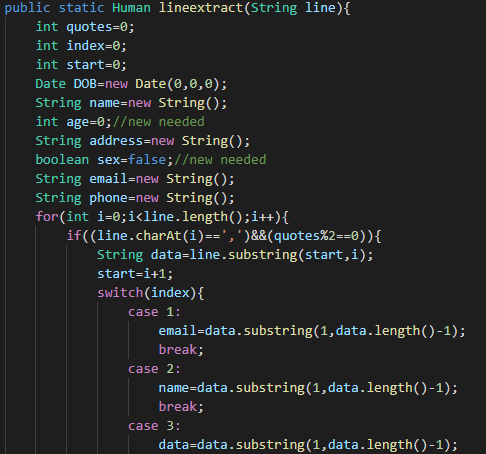 public static Human lineextract(String line){
int quotes=0;
int index=0;
int start=0;
Date DOB=new Date(0,0,0);
String name=new String();
int age=0;//new needed
String address=new String();
boolean sex=false;//new needed
String email=new String();
String phone=new String();
for(int i=0;i<line.length();i++){
if((line.charAt(i)==',')&&(quotes%2==0)){
String data=line.substring(start,i);
start=i+1;
switch(index){
case 1:
email=data.substring(1,data.length()-1);
break;
case 2:
name=data.substring(1,data.length()-1);
break;
case 3:
data=data.substring(1,data.length()-1);